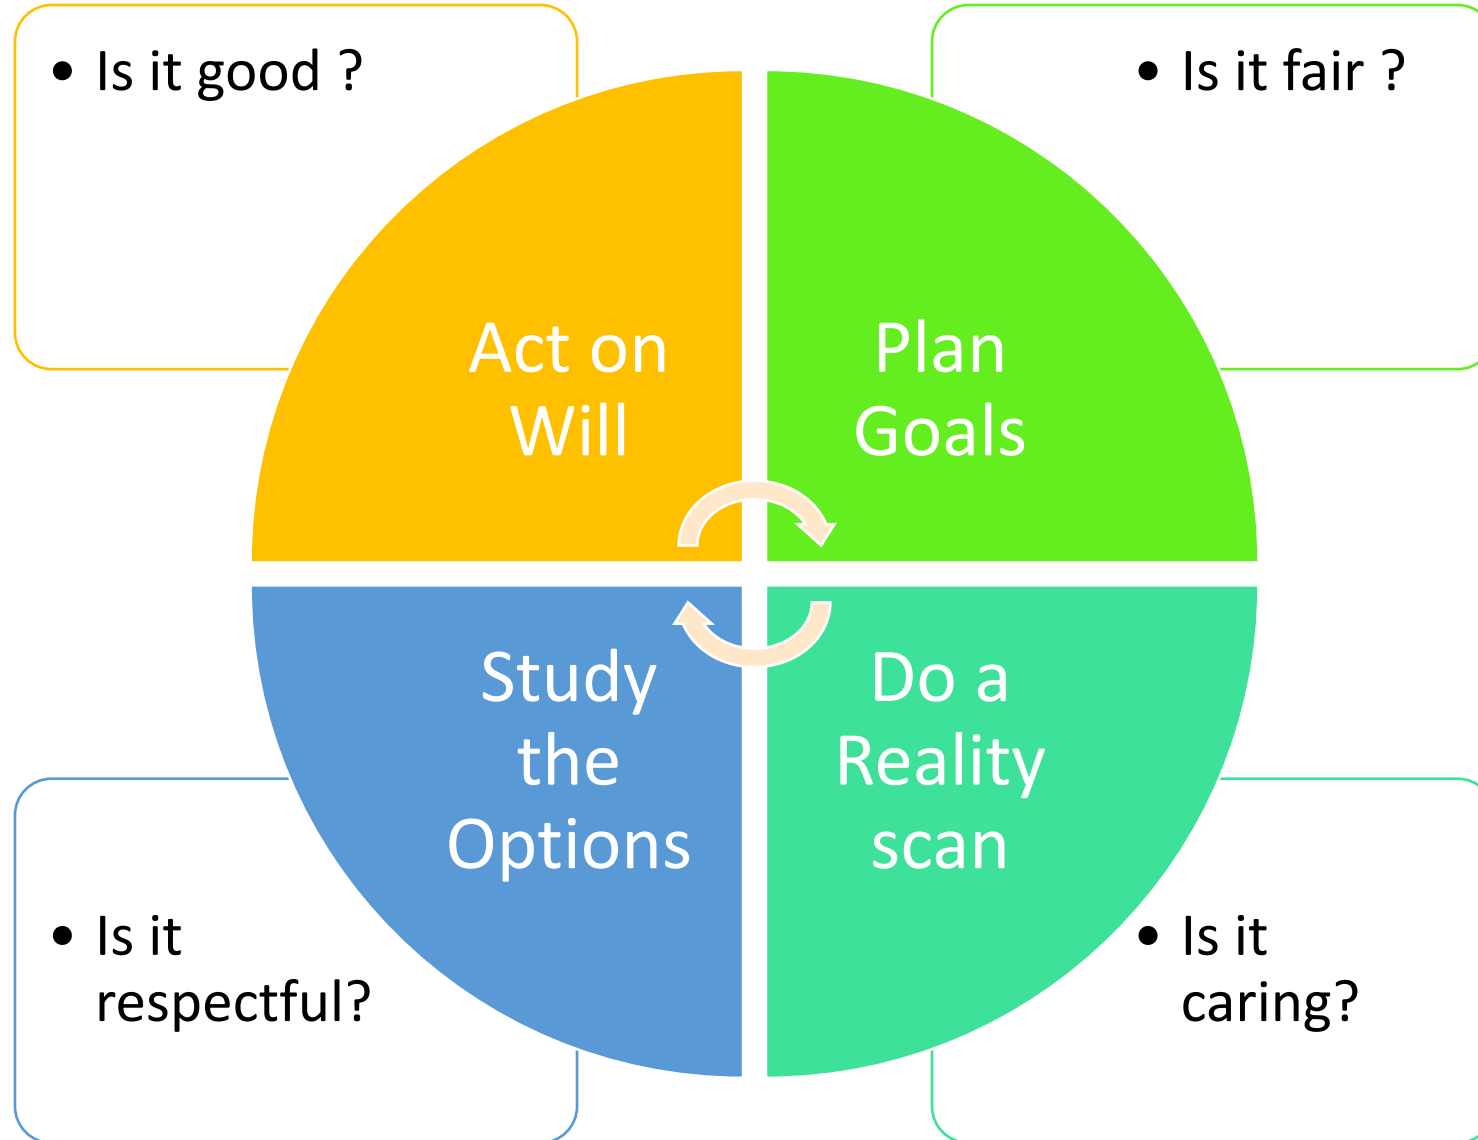 • Is it good ?
• Is it fair ?
Act on
Will
Plan
Goals
Study
the
Options
Do a
Reality
scan
• Is it
respectful?
• Is it
caring?